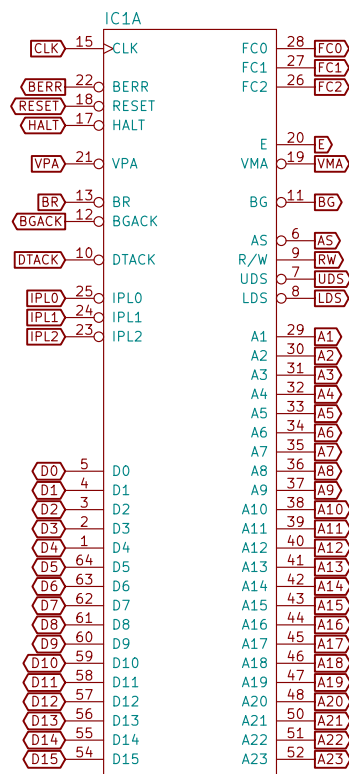 IC1A
CLK 15 CLK FC0 28 FC0
FC1 27 FC1
BERR 22 BERR FC2 26 FC2
RESET 18 RESET
HALT 17 HALT
E 20 E
VPA 21 VPA VMA 19 VMA
BR 13 BR BG 11 BG
BGACK 12 BGACK
AS 6 AS
DTACK 10 DTACK R/W 9 RW
UDS 7 UDS
IPL0 25 IPL0 LDS 8 LDS
IPL1 24 IPL1
IPL2 23 IPL2 A1 29 A1
A2 30 A2
A3 31 A3
A4 32 A4
A5 33 A5
A6 34 A6
A7 35 A7
D0 5 D0 A8 36 A8
D1 4 D1 A9 37 A9
D2 3 D2 A10 38 A10
D3 2 D3 A11 39 A11
D4 1 D4 A12 40 A12
D5 64 D5 A13 41 A13
D6 63 D6 A14 42 A14
D7 62 D7 A15 43 A15
D8 61 D8 A16 44 A16
D9 60 D9 A17 45 A17
D10 59 D10 A18 46 A18
D11 58 D11 A19 47 A19
D12 57 D12 A20 48 A20
D13 56 D13 A21 50 A21
D14 55 D14 A22 51 A22
D15 54 D15 A23 52 A23